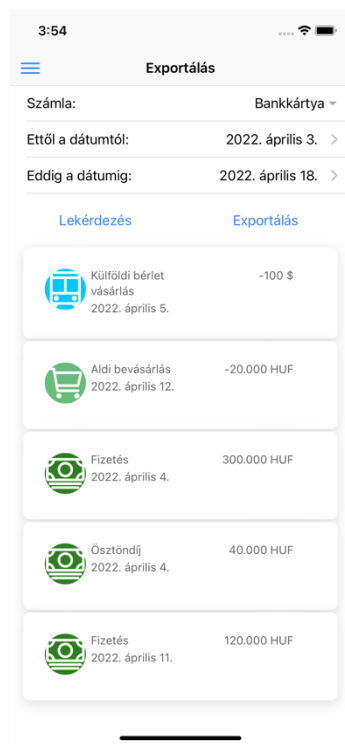 3:54
Exportálás
Számla: Bankkártya
Ettől a dátumtól: 2022. április 3.
Eddig a dátumig: 2022. április 18.
Lekérdezés Exportálás
Külföldi bérlet -100 $
vásárlás
2022. április 5.
Aldi bevásárlás -20.000 HUF
2022. április 12.
Fizetés 300.000 HUF
2022. április 4.
Ösztöndíj 40.000 HUF
2022. április 4.
Fizetés 120.000 HUF
2022. április 11.